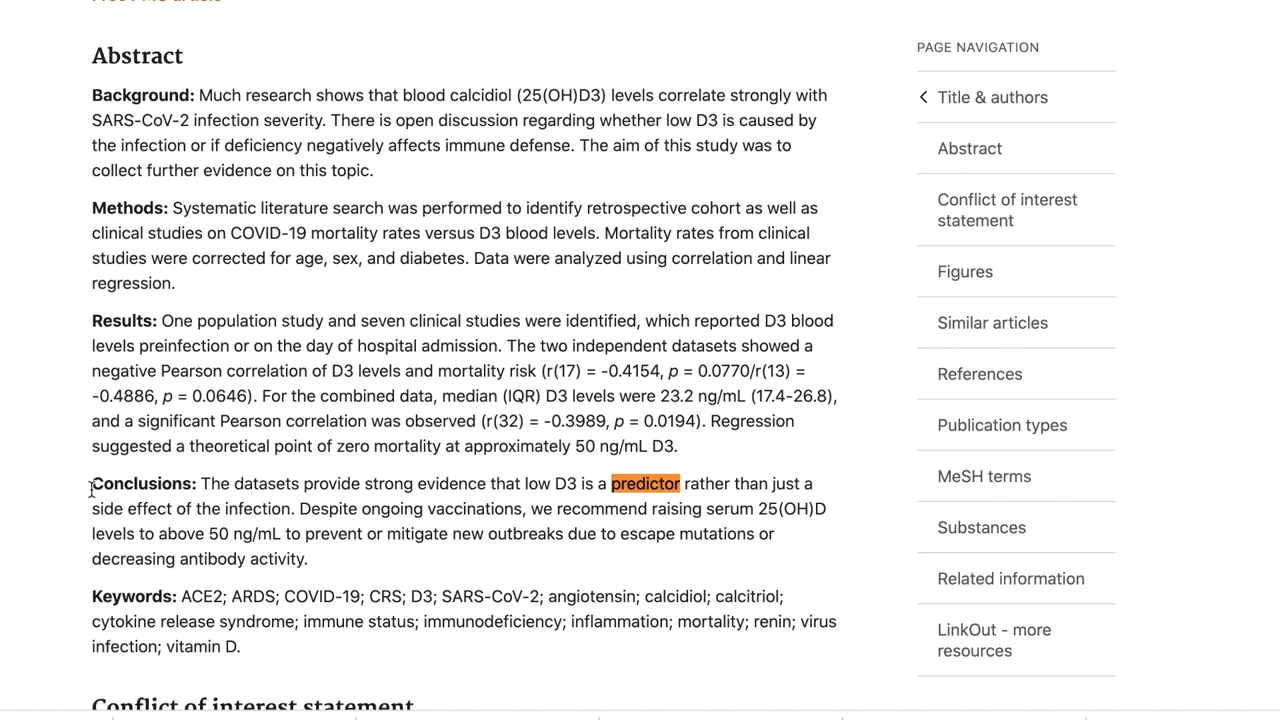 Abstract
Background: Much research shows that blood calcidiol (25(OH)D3) levels correlate strongly with
SARS-CoV-2 infection severity. There is open discussion regarding whether low D3 is caused by
the infection or if deficiency negatively affects immune defense. The aim of this study was to
collect further evidence on this topic.
Methods: Systematic literature search was performed to identify retrospective cohort as well as
clinical studies on COVID-19 mortality rates versus D3 blood levels. Mortality rates from clinical
studies were corrected for age, sex, and diabetes. Data were analyzed using correlation and linear
regression.
Results: One population study and seven clinical studies were identified, which reported D3 blood
levels preinfection or on the day of hospital admission. The two independent datasets showed a
negative Pearson correlation of D3 levels and mortality risk (r(17) = -0.4154, p = 0.0770/r(13) =
-0.4886, p = 0.0646). For the combined data, median (IQR) D3 levels were 23.2 ng/mL (17.4-26.8),
and a significant Pearson correlation was observed (r(32) = -0.3989, p = 0.0194). Regression
suggested a theoretical point of zero mortality at approximately 50 ng/mL D3.
Conclusions: The datasets provide strong evidence that low D3 is a predictor rather than just a
side effect of the infection. Despite ongoing vaccinations, we recommend raising serum 25(OH)D
levels to above 50 ng/mL to prevent or mitigate new outbreaks due to escape mutations or
decreasing antibody activity.
Keywords: ACE2; ARDS; COVID-19; CRS; D3; SARS-CoV-2; angiotensin; calcidiol; calcitriol;
cytokine release syndrome; immune status; immunodeficiency; inflammation; mortality; renin; virus
infection; vitamin D.
Conflict of interest statement
PAGE NAVIGATION
Title & authors
Abstract
Conflict of interest
statement
Figures
Similar articles
References
Publication types
MeSH terms
Substances
Related information
LinkOut - more
resources